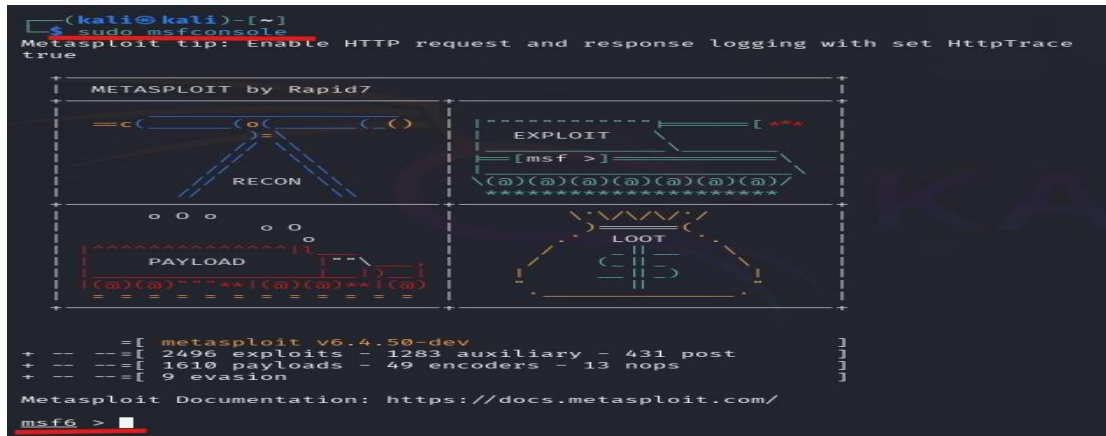 (kali㉿kali)-[~]
$ sudo msfconsole
Metasploit tip: Enable HTTP request and response logging with set HttpTrace
true
METASPLOIT by Rapid7
RECON
EXPLOIT
[msf >]
PAYLOAD
LOOT
=[ metasploit v6.4.50-dev ]
+ -- --=[ 2496 exploits - 1283 auxiliary - 431 post ]
+ -- --=[ 1610 payloads - 49 encoders - 13 nops ]
+ -- --=[ 9 evasion ]
Metasploit Documentation: https://docs.metasploit.com/
msf6 >